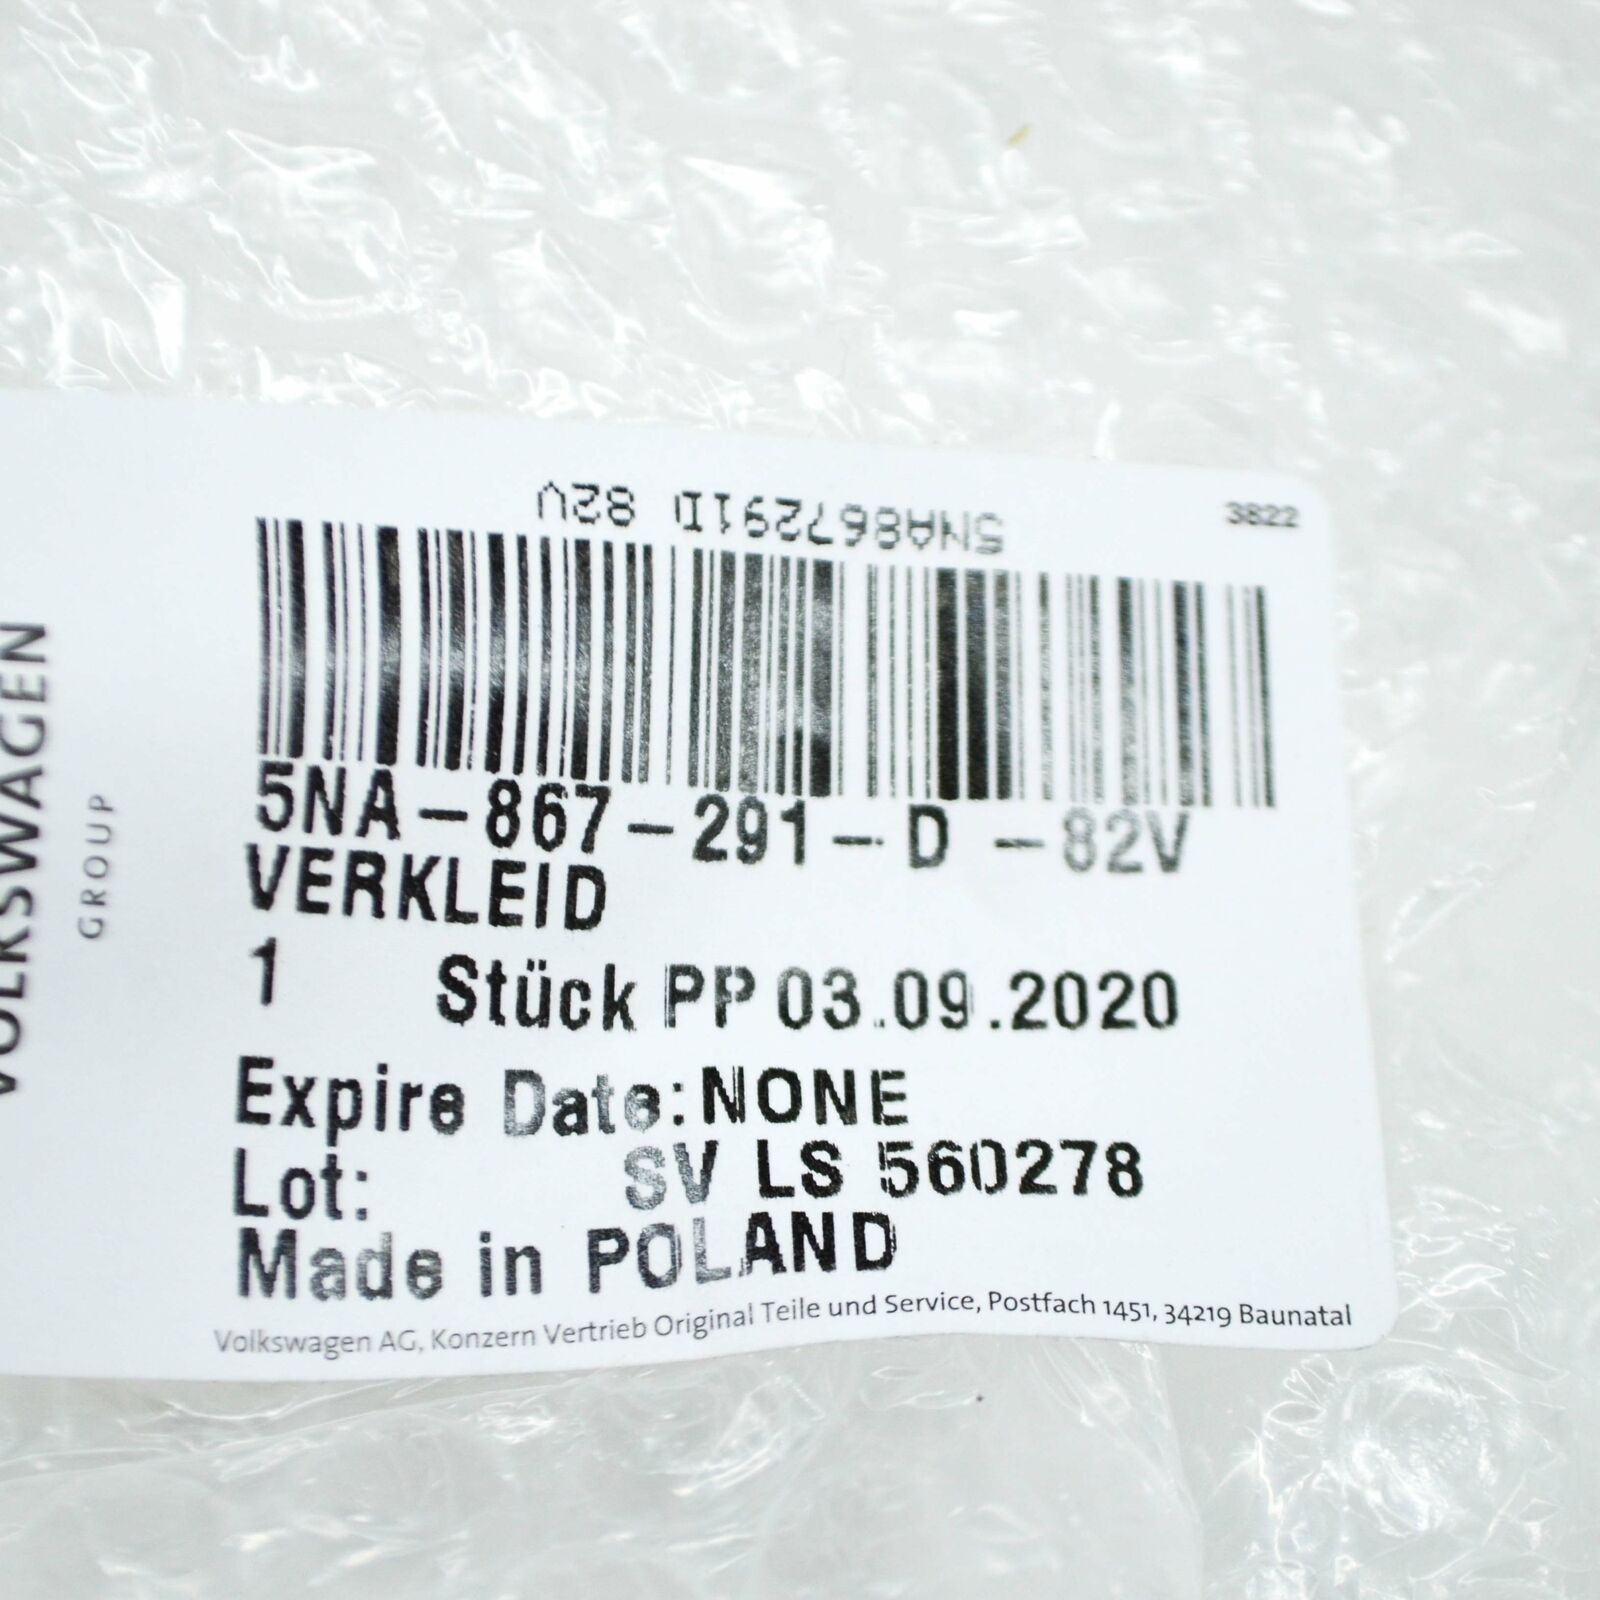 5NA867291D 82V
3822
VOLKSWAGEN
GROUP
5NA-867-291-D -82V
VERKLEID
1 Stück PP 03.09.2020
Expire Date:NONE
Lot: SV LS 560278
Made in POLAND
Volkswagen AG, Konzern Vertrieb Original Teile und Service, Postfach 1451, 34219 Baunatal